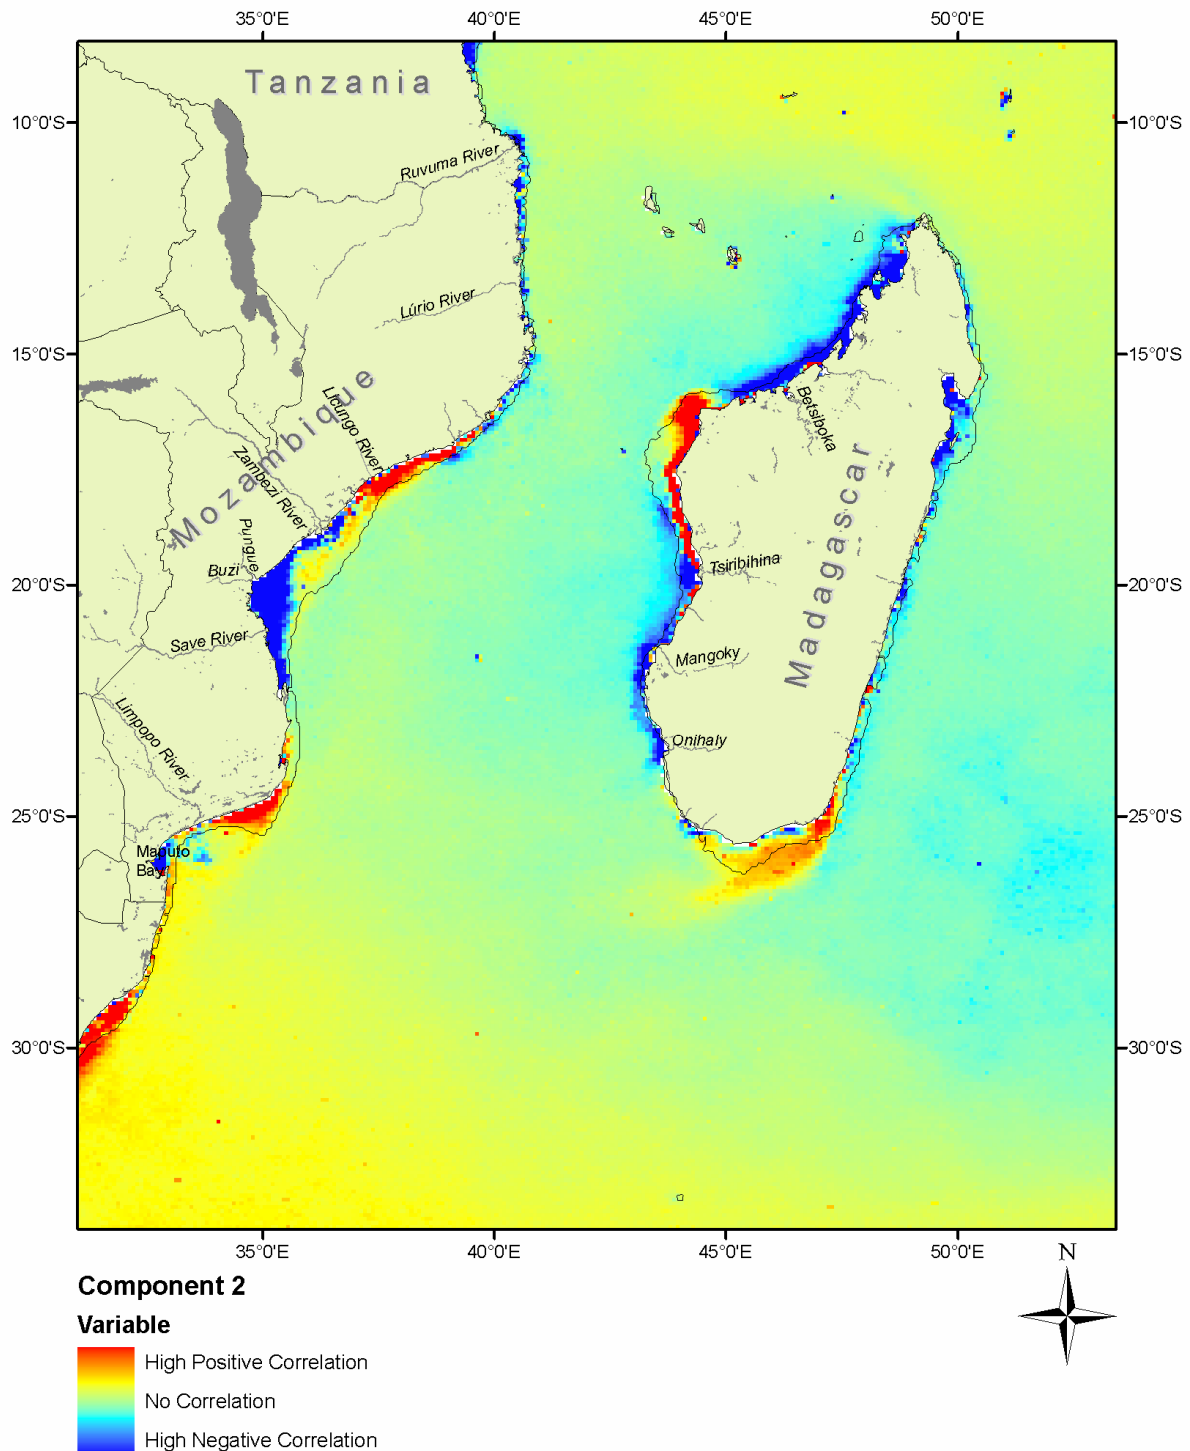 35°0'E 40°0'E 45°0'E 50°0'E
Tanzania
10°0'S 10°0'S
Ruvuma River
Lúrio River
15°0'S 15°0'S
Mozambique
Licungo River
Betsiboka
Zambezi River
Madagascar
Pungue
Buzi
Tsiribihina
20°0'S 20°0'S
Save River
Mangoky
Limpopo River
Onihaly
25°0'S 25°0'S
Maputo
Bay
30°0'S 30°0'S
35°0'E 40°0'E 45°0'E 50°0'E
N
Component 2
Variable
High Positive Correlation
No Correlation
High Negative Correlation